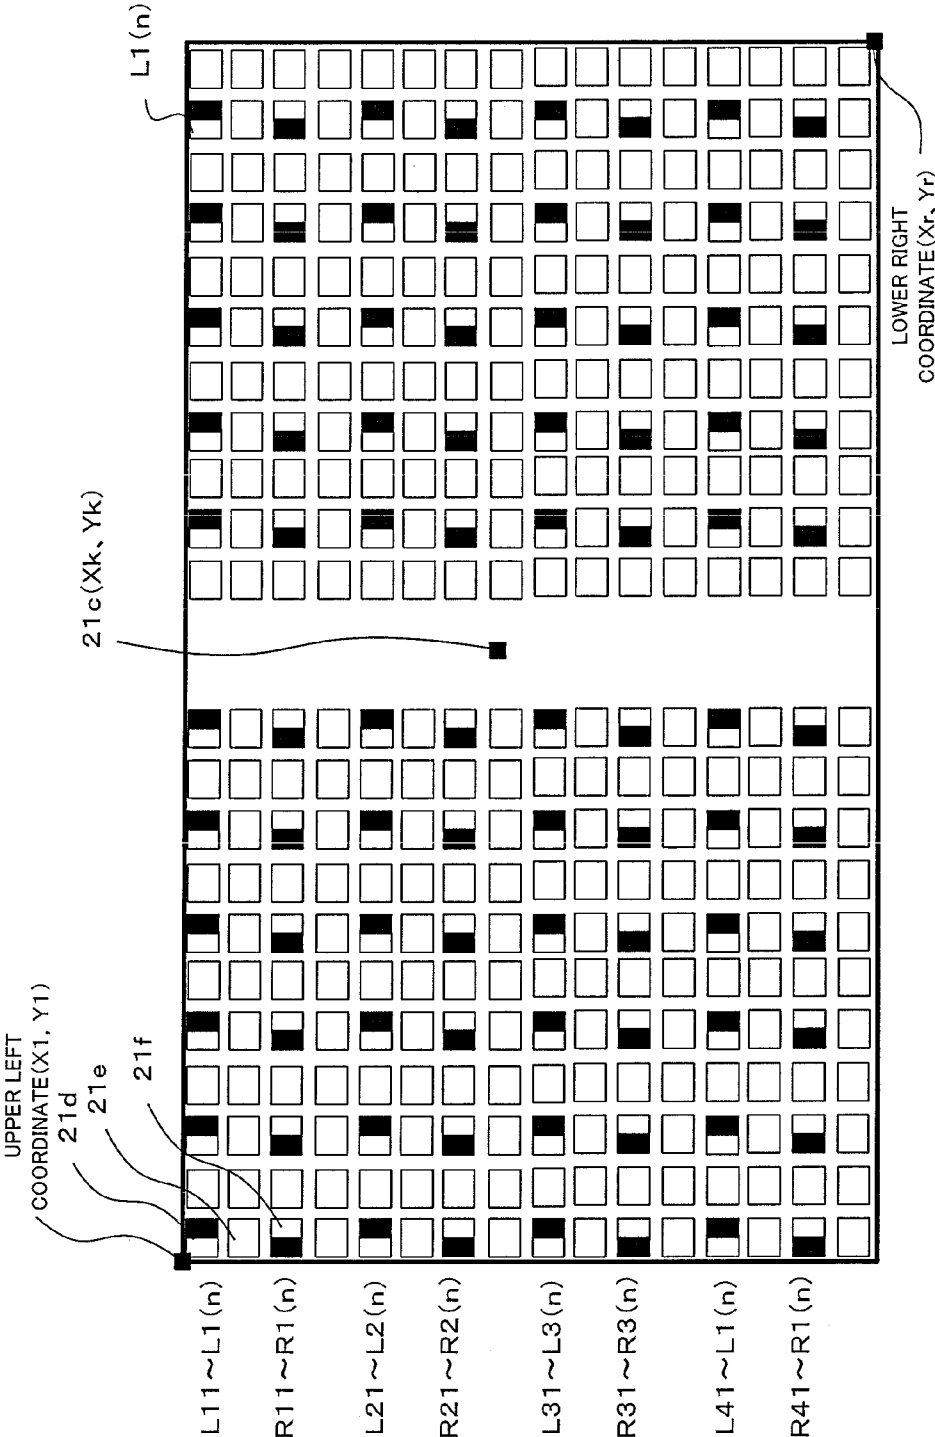 UPPER LEFT
COORDINATE(X1, Y1)
21d
21e
21f
21c(Xk、Yk)
L1(n)
L11～L1(n)
R11～R1(n)
L21～L2(n)
R21～R2(n)
L31～L3(n)
R31～R3(n)
L41～L1(n)
R41～R1(n)
LOWER RIGHT
COORDINATE(Xr、Yr)